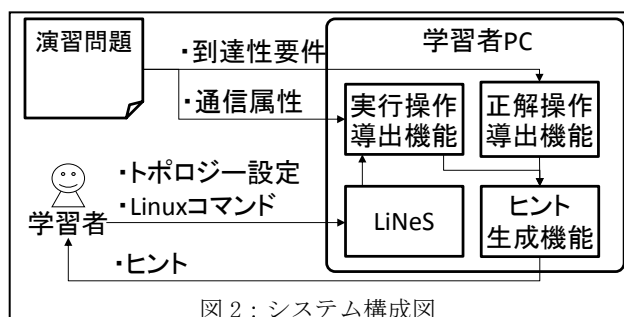 演習問題
学習者PC
・到達性要件
・通信属性
実行操作
導出機能
正解操作
導出機能
・トポロジー設定
・Linuxコマンド
学習者
LiNeS
ヒント
生成機能
・ヒント
図 2：システム構成図